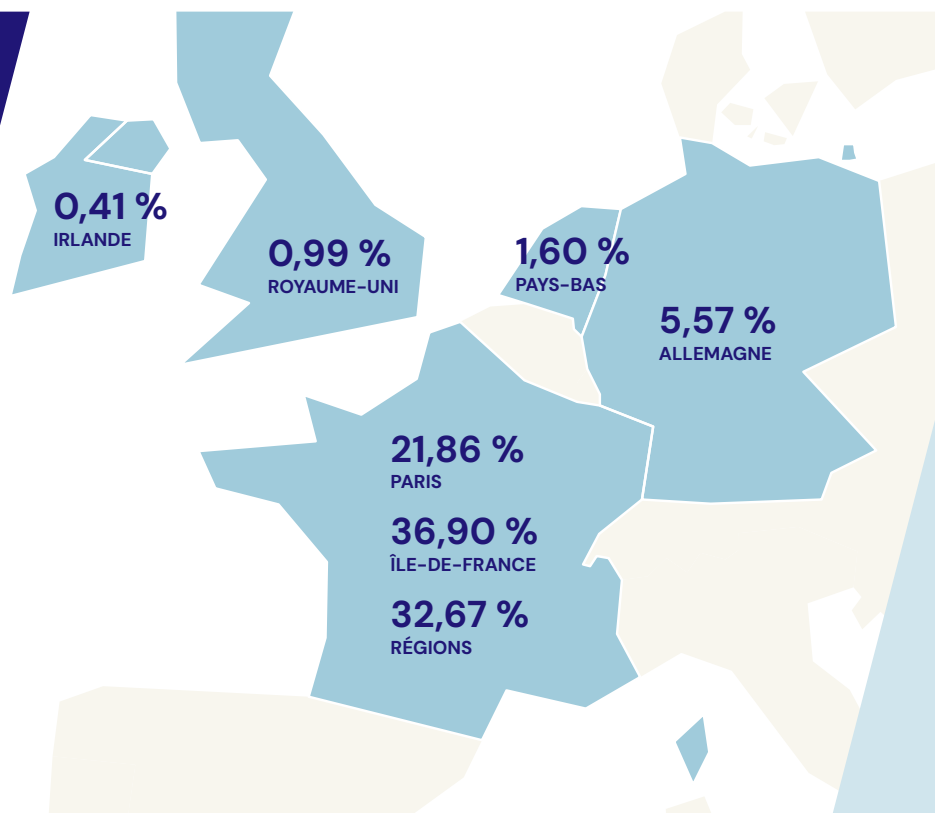 0,41 %
IRLANDE
0,99 %
ROYAUME-UNI
1,60 %
PAYS-BAS
5,57 %
ALLEMAGNE
21,86 %
PARIS
36,90 %
ÎLE-DE-FRANCE
32,67 %
RÉGIONS